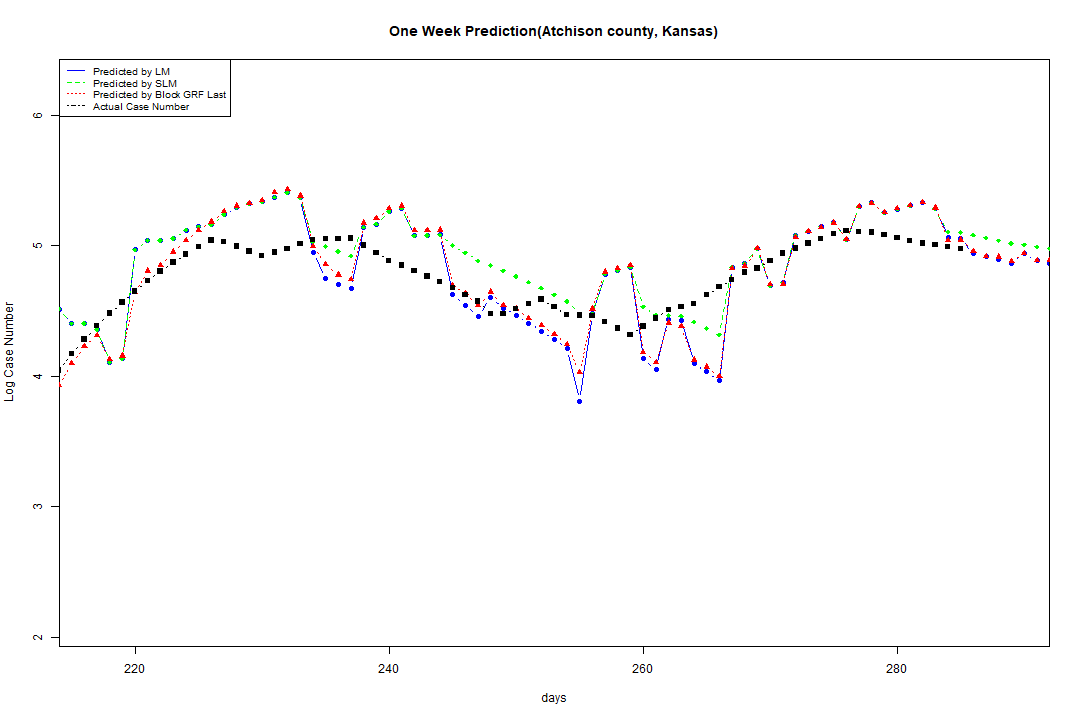 One Week Prediction(Atchison county, Kansas)
Predicted by LM
Predicted by SLM
Predicted by Block GRF Last
Actual Case Number
6
5
4
3
2
Log Case Number
220 240 260 280
days